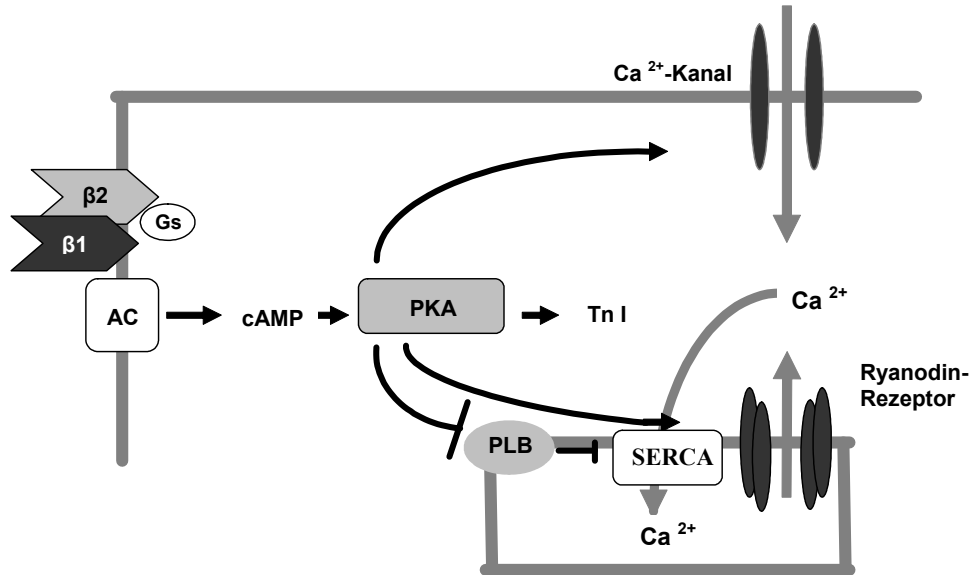 Ca 2+-Kanal
β2
Gs
β1
AC
cAMP
PKA
Tn I
Ca 2+
Ryanodin-
Rezeptor
PLB
SERCA
Ca 2+